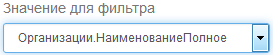 Значение для фильтра
Организации.НаименованиеПолное